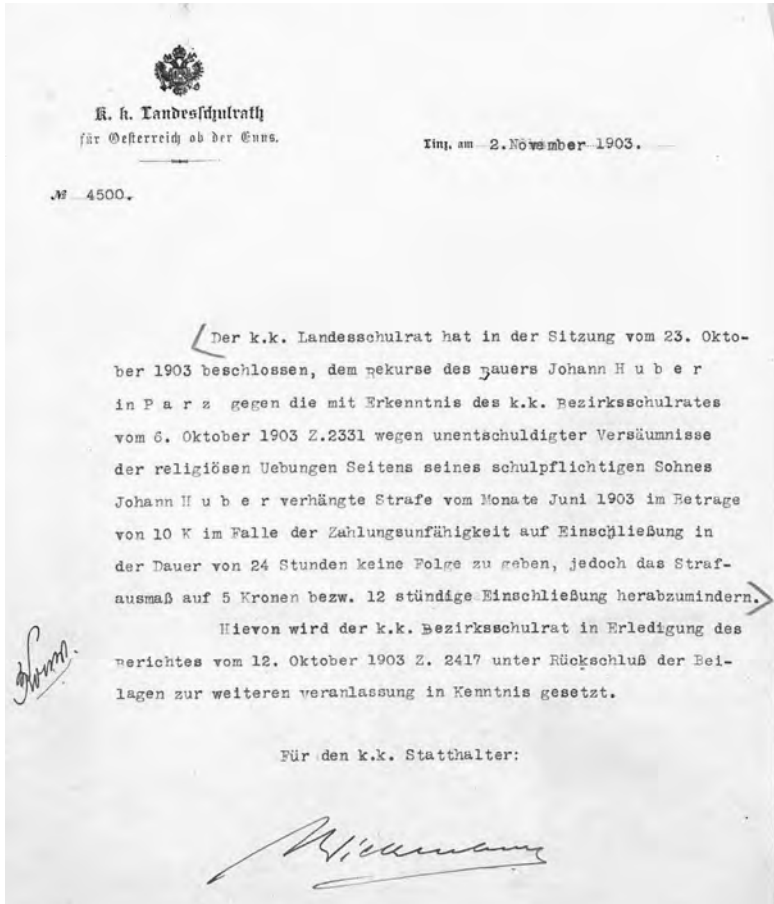 K. k. Landesschulrath
für Oesterreich ob der Enns.
Linz, am 2. November 1903.
№ 4500.
Der k.k. Landesschulrat hat in der Sitzung vom 23. Okto-
ber 1903 beschlossen, dem Rekurse des Bauers Johann H u b e r
in P a r z gegen die mit Erkenntnis des k.k. Bezirksschulrates
vom 6. Oktober 1903 Z.2331 wegen unentschuldigter Versäumnisse
der religiösen Uebungen Seitens seines schulpflichtigen Sohnes
Johann H u b e r verhängte Strafe vom Monate Juni 1903 im Betrage
von 10 K im Falle der Zahlungsunfähigkeit auf Einschließung in
der Dauer von 24 Stunden keine Folge zu geben, jedoch das Straf-
ausmaß auf 5 Kronen bezw. 12 stündige Einschließung herabzumindern.
Hievon wird der k.k. Bezirksschulrat in Erledigung des
Berichtes vom 12. Oktober 1903 Z. 2417 unter Rückschluß der Bei-
lagen zur weiteren veranlassung in Kenntnis gesetzt.
Für den k.k. Statthalter: